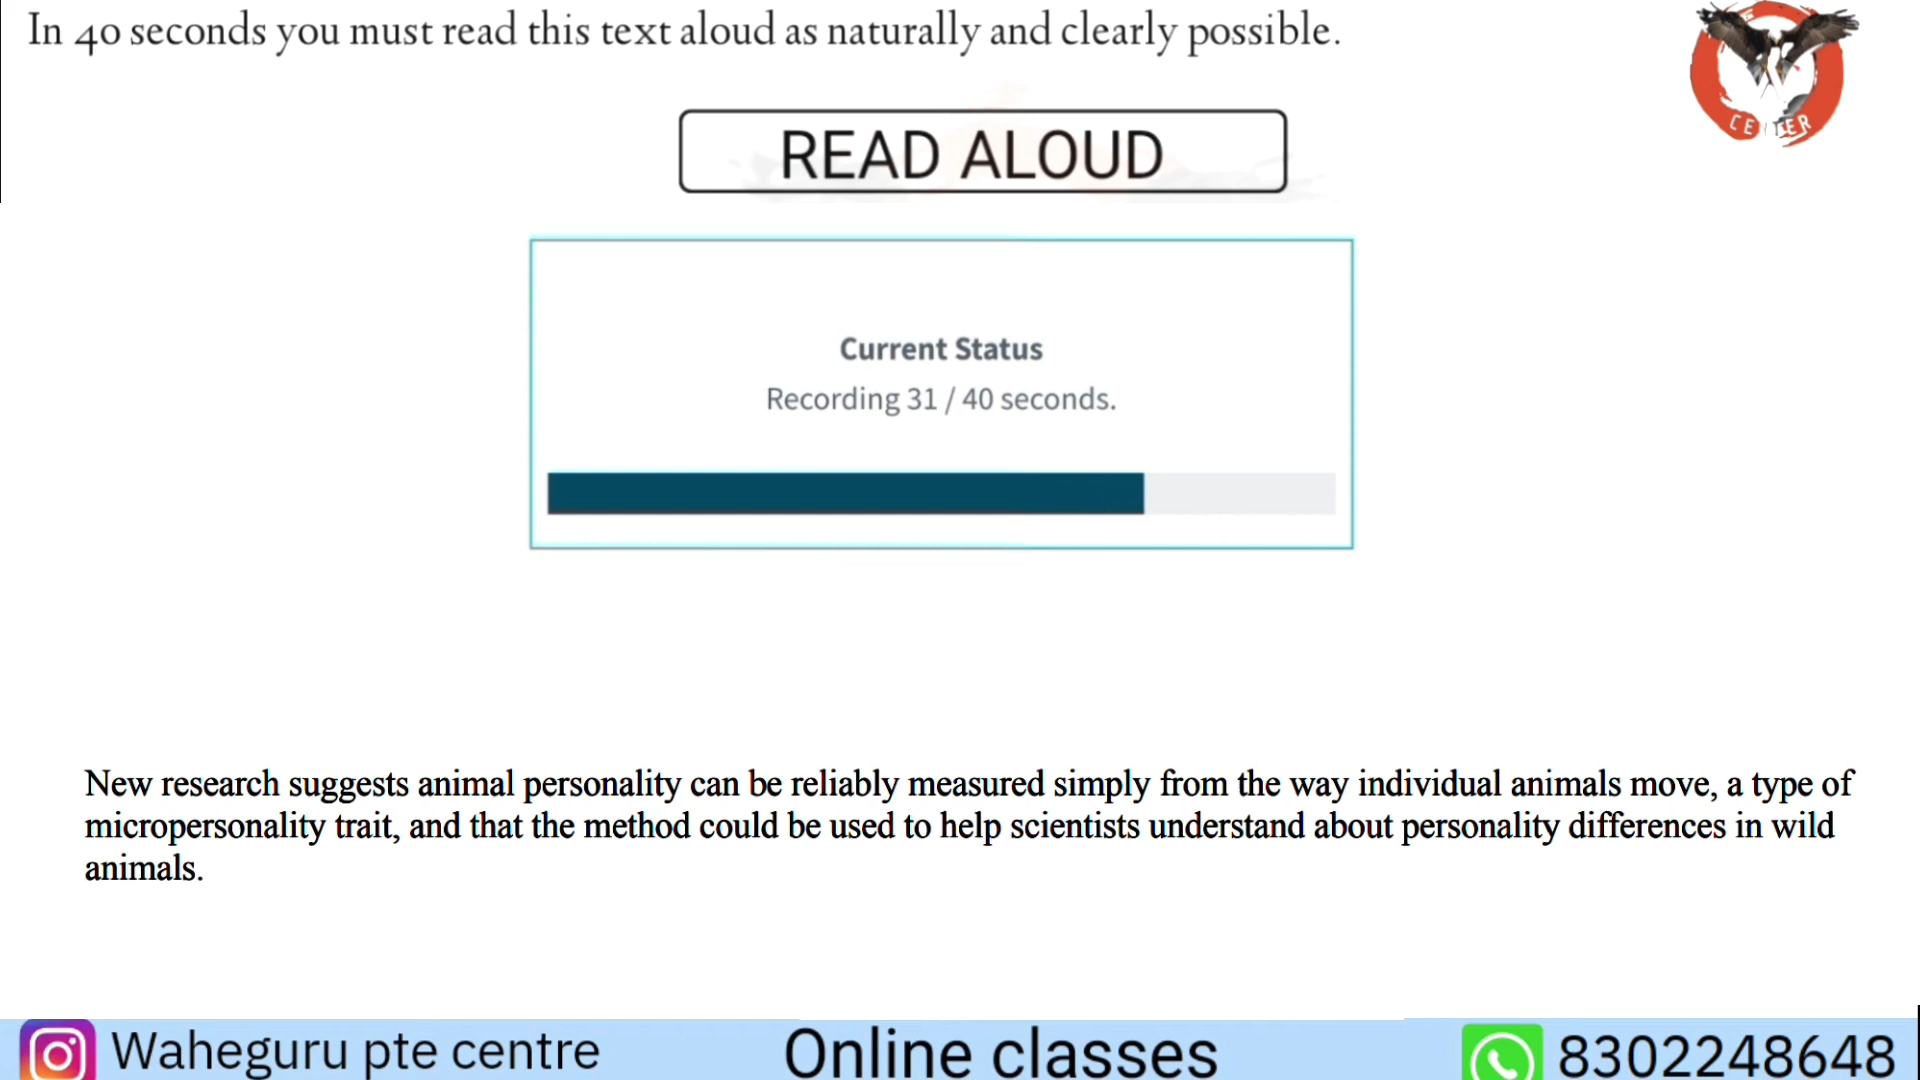 In 40 seconds you must read this text aloud as naturally and clearly possible.
READ ALOUD
Current Status
Recording 31 / 40 seconds.
New research suggests animal personality can be reliably measured simply from the way individual animals move, a type of
micropersonality trait, and that the method could be used to help scientists understand about personality differences in wild
animals.
Waheguru pte centre
Online classes
8302248648